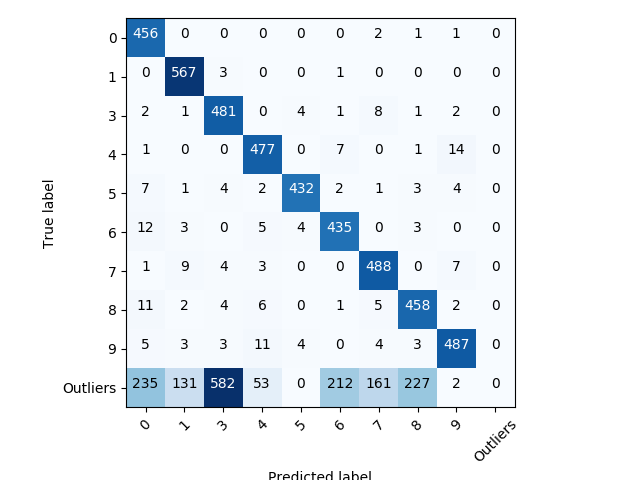 0 456 0 0 0 0 0 2 1 1 0
1 0 567 3 0 0 1 0 0 0 0
3 2 1 481 0 4 1 8 1 2 0
4 1 0 0 477 0 7 0 1 14 0
5 7 1 4 2 432 2 1 3 4 0
6 12 3 0 5 4 435 0 3 0 0
7 1 9 4 3 0 0 488 0 7 0
8 11 2 4 6 0 1 5 458 2 0
9 5 3 3 11 4 0 4 3 487 0
Outliers 235 131 582 53 0 212 161 227 2 0
0 1 3 4 5 6 7 8 9 Outliers
True label
Predicted label